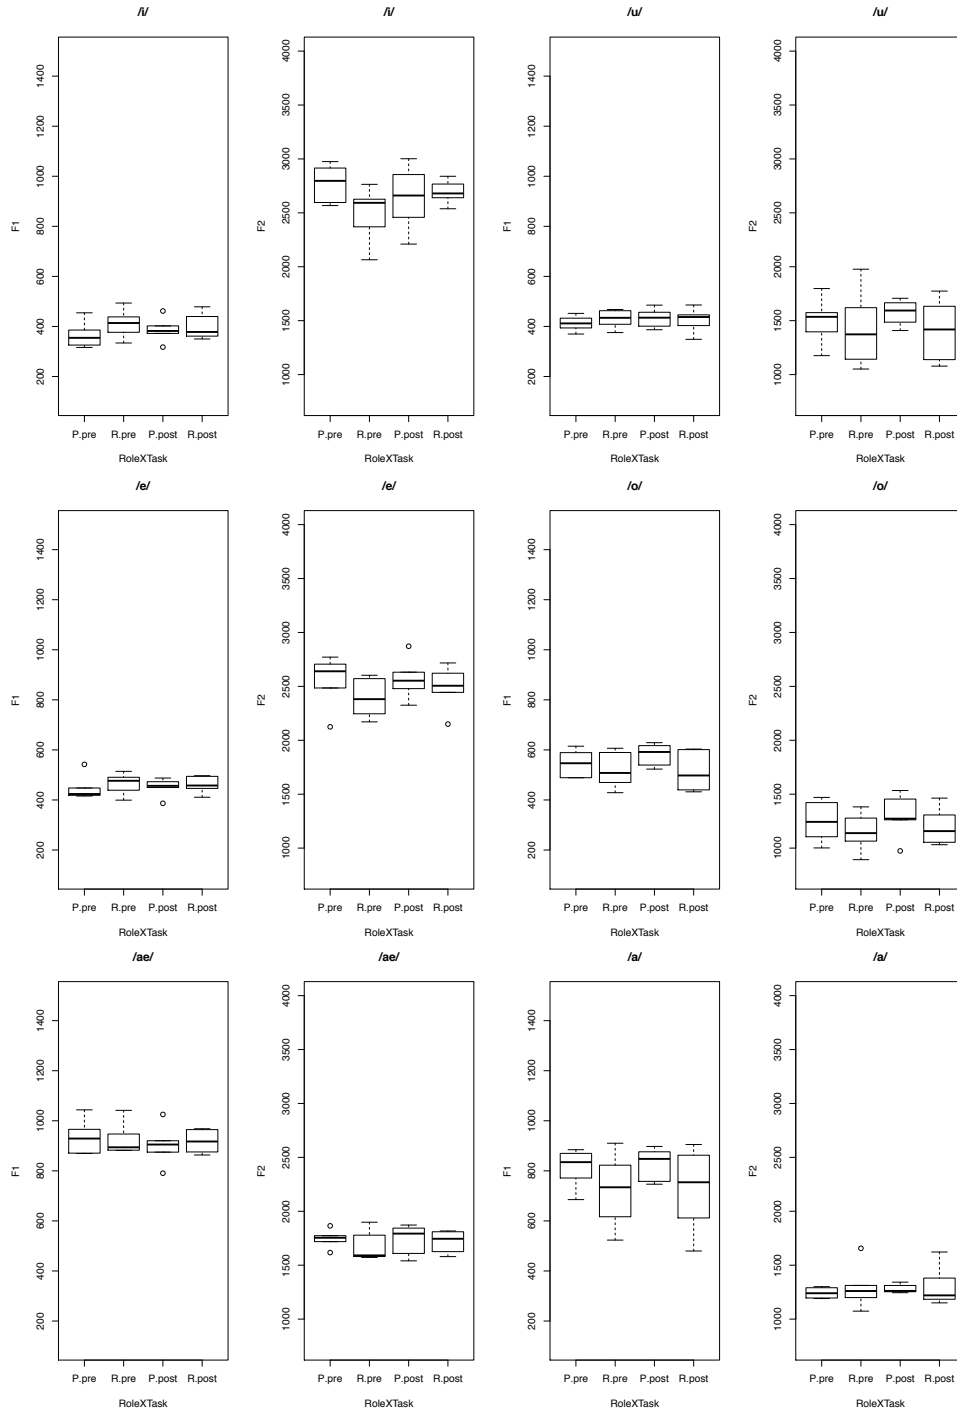 /i/ /i/ /u/ /u/
F1 200 400 600 800 1000 1200 1400
F2 1000 1500 2000 2500 3000 3500 4000
F1 200 400 600 800 1000 1200 1400
F2 1000 1500 2000 2500 3000 3500 4000
P.pre R.pre P.post R.post P.pre R.pre P.post R.post P.pre R.pre P.post R.post P.pre R.pre P.post R.post
RoleXTask RoleXTask RoleXTask RoleXTask
/e/ /e/ /o/ /o/
F1 200 400 600 800 1000 1200 1400
F2 1000 1500 2000 2500 3000 3500 4000
F1 200 400 600 800 1000 1200 1400
F2 1000 1500 2000 2500 3000 3500 4000
P.pre R.pre P.post R.post P.pre R.pre P.post R.post P.pre R.pre P.post R.post P.pre R.pre P.post R.post
RoleXTask RoleXTask RoleXTask RoleXTask
/ae/ /ae/ /a/ /a/
F1 200 400 600 800 1000 1200 1400
F2 1000 1500 2000 2500 3000 3500 4000
F1 200 400 600 800 1000 1200 1400
F2 1000 1500 2000 2500 3000 3500 4000
P.pre R.pre P.post R.post P.pre R.pre P.post R.post P.pre R.pre P.post R.post P.pre R.pre P.post R.post
RoleXTask RoleXTask RoleXTask RoleXTask